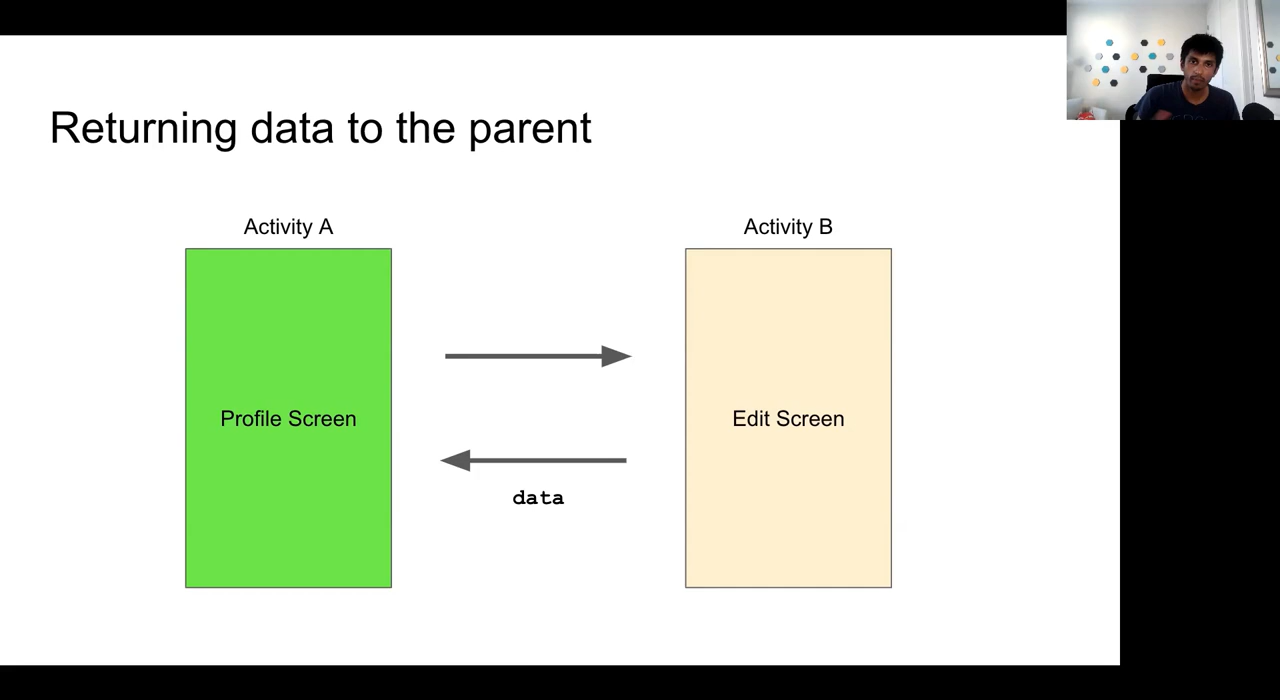 Returning data to the parent
Activity A
Activity B
Profile Screen
Edit Screen
data